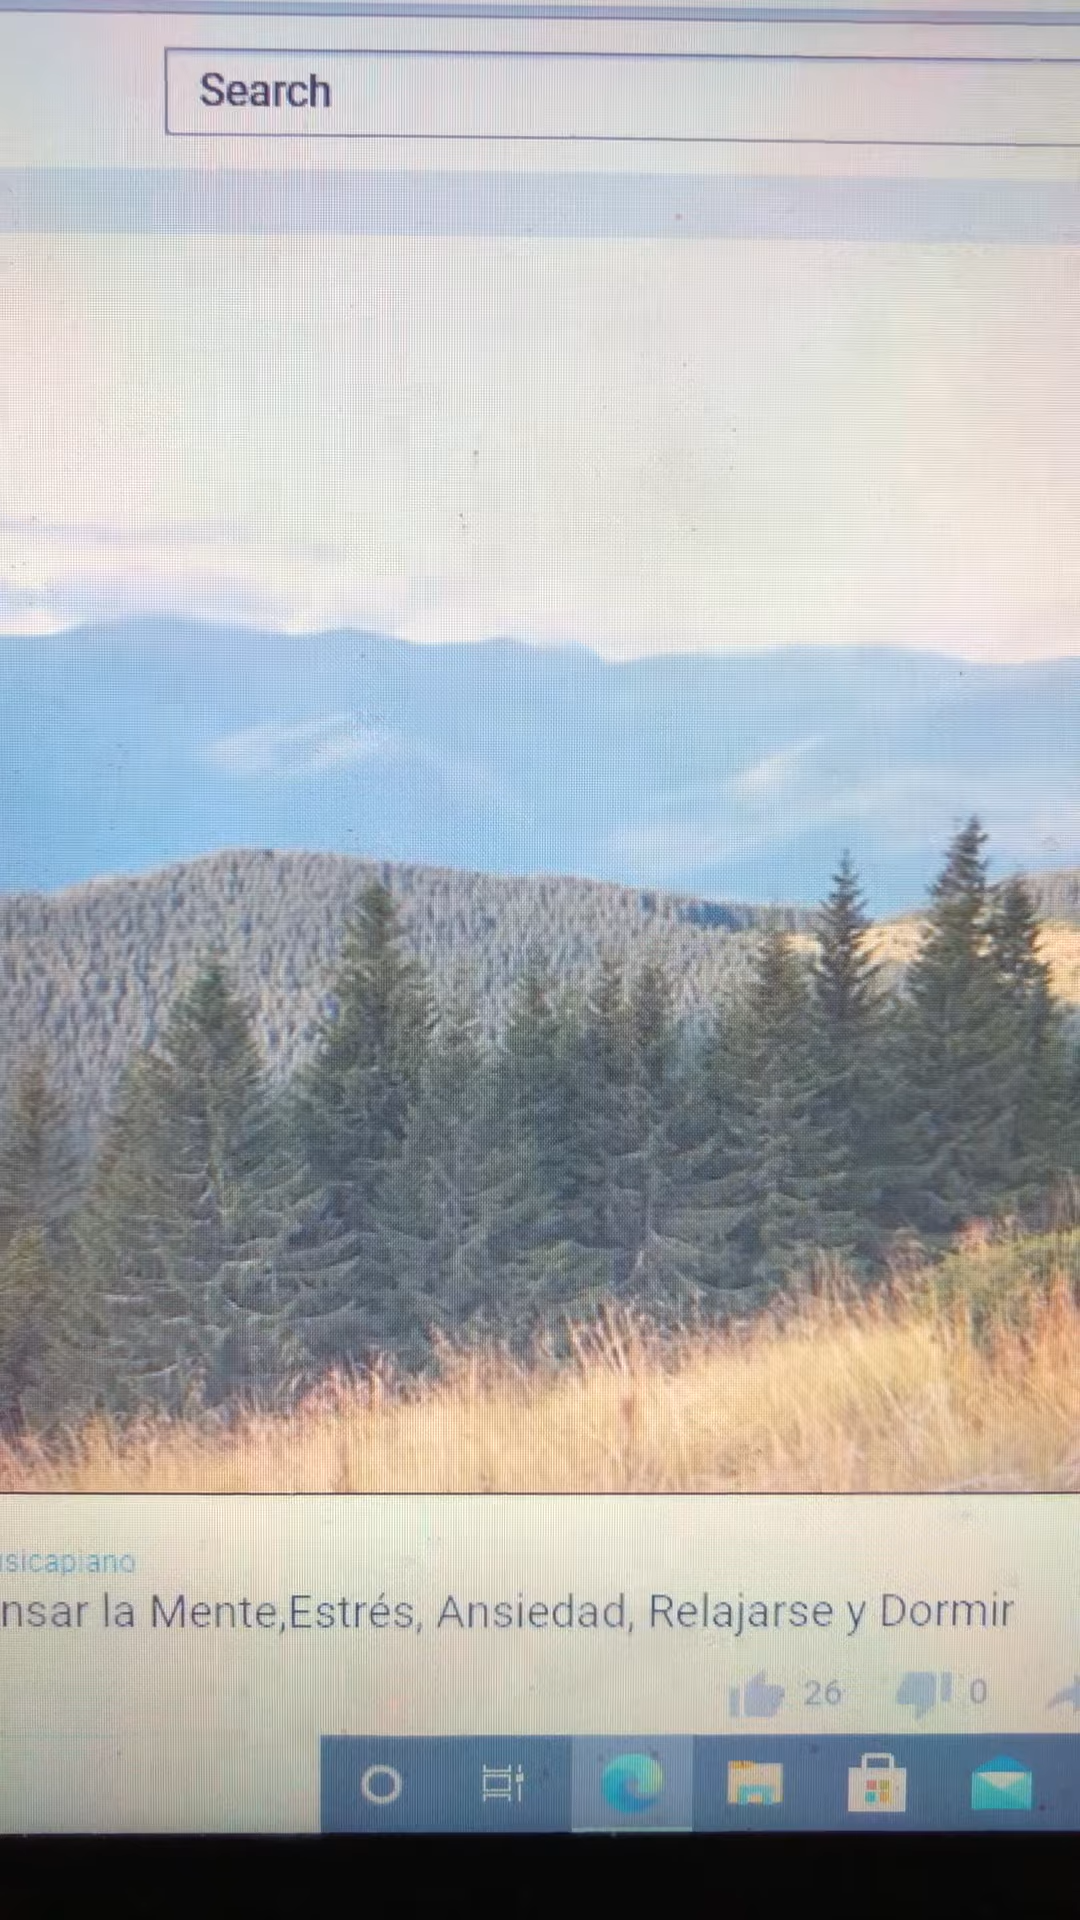 Search
sicapiano
nsar la Mente,Estrés, Ansiedad, Relajarse y Dormir
26 0